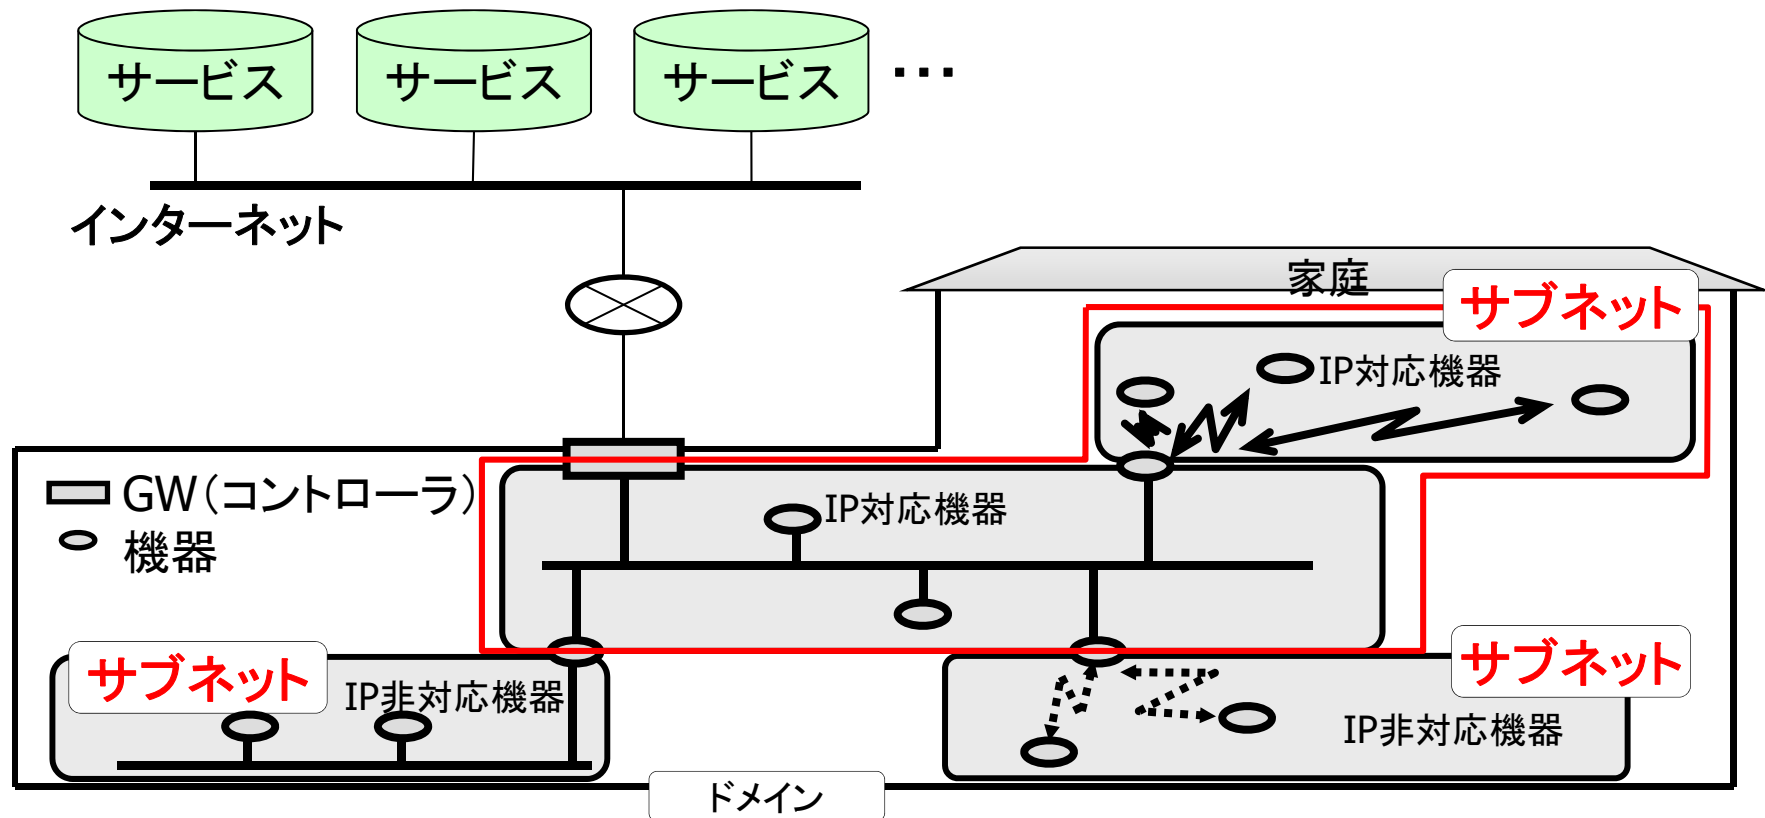 サービス
サービス
サービス
…
インターネット
家庭
サブネット
IP対応機器
GW(コントローラ)
機器
IP対応機器
サブネット
IP非対応機器
サブネット
IP非対応機器
ドメイン